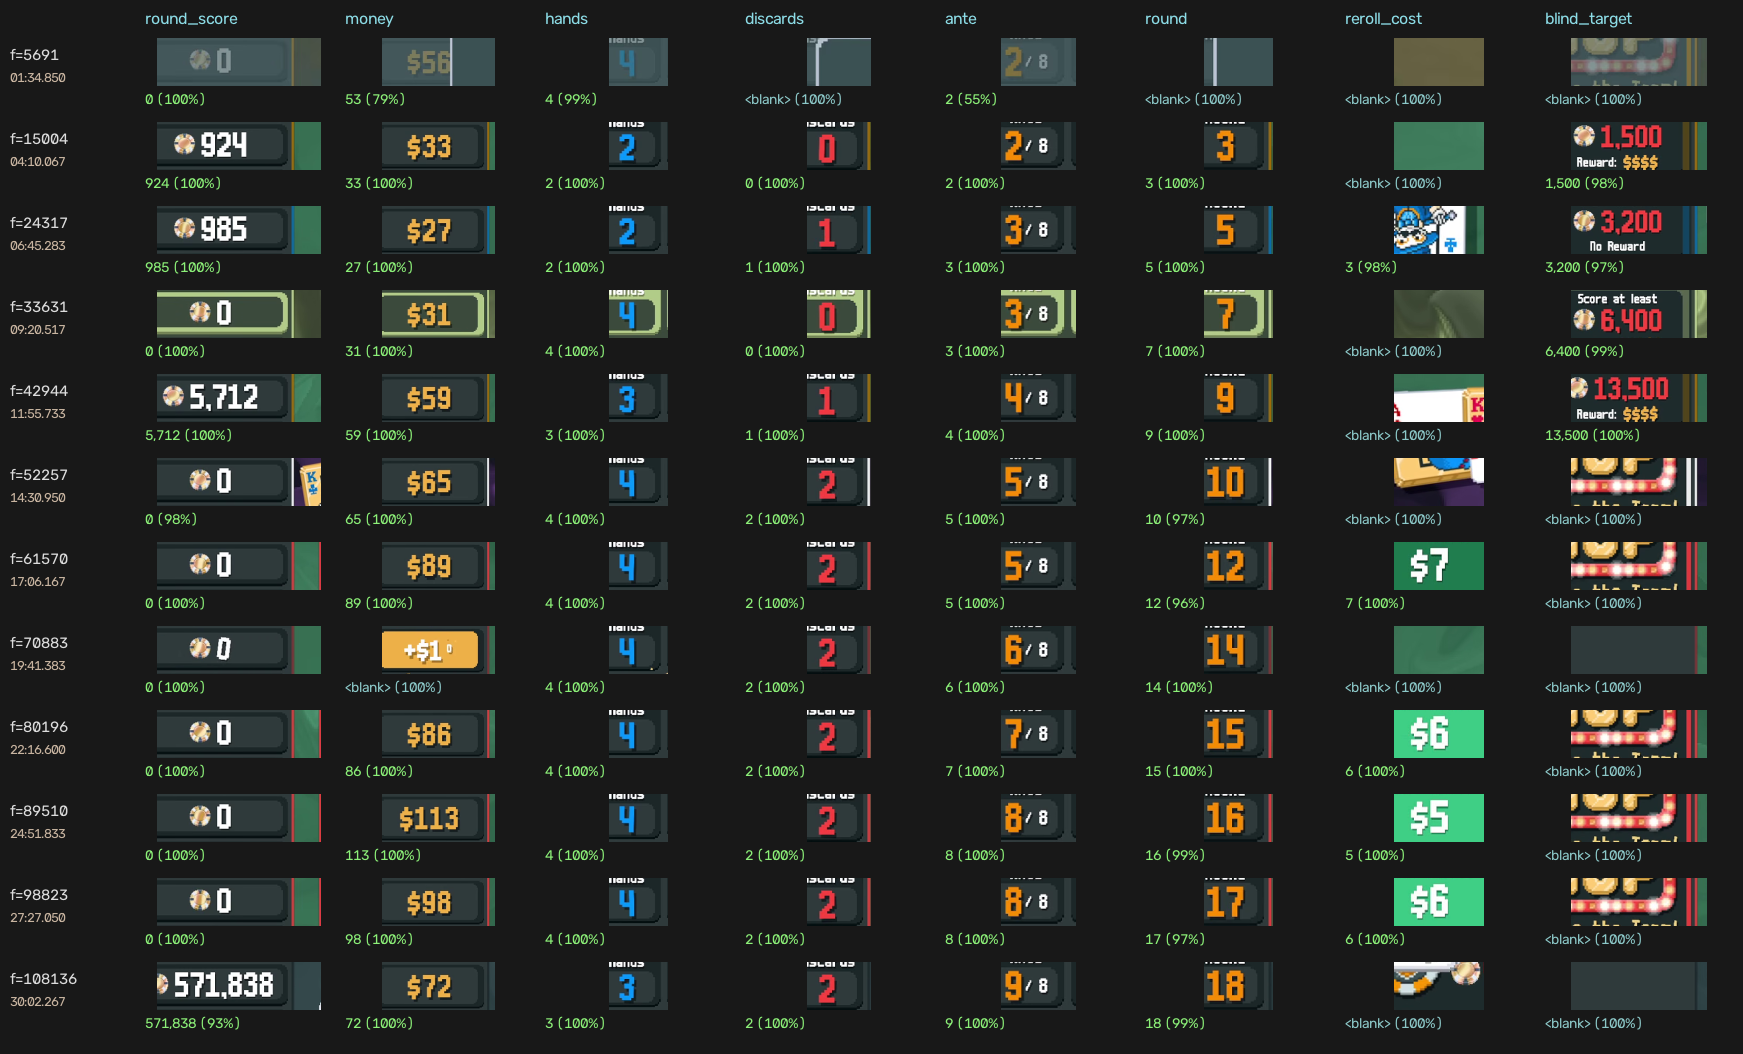 round_score money hands discards ante round reroll_cost blind_target
f=5691 0 $56 4 2 / 8
01:34.850
0 (100%) 53 (79%) 4 (99%) <blank> (100%) 2 (55%) <blank> (100%) <blank> (100%) <blank> (100%)
f=15004 924 $33 2 0 2 / 8 3 1,500
04:10.067 Reward: $$$$
924 (100%) 33 (100%) 2 (100%) 0 (100%) 2 (100%) 3 (100%) <blank> (100%) 1,500 (98%)
f=24317 985 $27 2 1 3 / 8 5 3,200
06:45.283 No Reward
985 (100%) 27 (100%) 2 (100%) 1 (100%) 3 (100%) 5 (100%) 3 (98%) 3,200 (97%)
Score at least
f=33631 0 $31 4 0 3 / 8 7 6,400
09:20.517
0 (100%) 31 (100%) 4 (100%) 0 (100%) 3 (100%) 7 (100%) <blank> (100%) 6,400 (99%)
f=42944 5,712 $59 3 1 4 / 8 9 K 13,500
11:55.733 Reward: $$$$
5,712 (100%) 59 (100%) 3 (100%) 1 (100%) 4 (100%) 9 (100%) <blank> (100%) 13,500 (100%)
f=52257 0 K $65 4 2 5 / 8 10
14:30.950
0 (98%) 65 (100%) 4 (100%) 2 (100%) 5 (100%) 10 (97%) <blank> (100%) <blank> (100%)
f=61570 0 $89 4 2 5 / 8 12 $7
17:06.167
0 (100%) 89 (100%) 4 (100%) 2 (100%) 5 (100%) 12 (96%) 7 (100%) <blank> (100%)
f=70883 0 +$1 0 4 2 6 / 8 14
19:41.383
0 (100%) <blank> (100%) 4 (100%) 2 (100%) 6 (100%) 14 (100%) <blank> (100%) <blank> (100%)
f=80196 0 $86 4 2 7 / 8 15 $6
22:16.600
0 (100%) 86 (100%) 4 (100%) 2 (100%) 7 (100%) 15 (100%) 6 (100%) <blank> (100%)
f=89510 0 $113 4 2 8 / 8 16 $5
24:51.833
0 (100%) 113 (100%) 4 (100%) 2 (100%) 8 (100%) 16 (99%) 5 (100%) <blank> (100%)
f=98823 0 $98 4 2 8 / 8 17 $6
27:27.050
0 (100%) 98 (100%) 4 (100%) 2 (100%) 8 (100%) 17 (97%) 6 (100%) <blank> (100%)
f=108136 571,838 $72 3 2 9 / 8 18
30:02.267
571,838 (93%) 72 (100%) 3 (100%) 2 (100%) 9 (100%) 18 (99%) <blank> (100%) <blank> (100%)